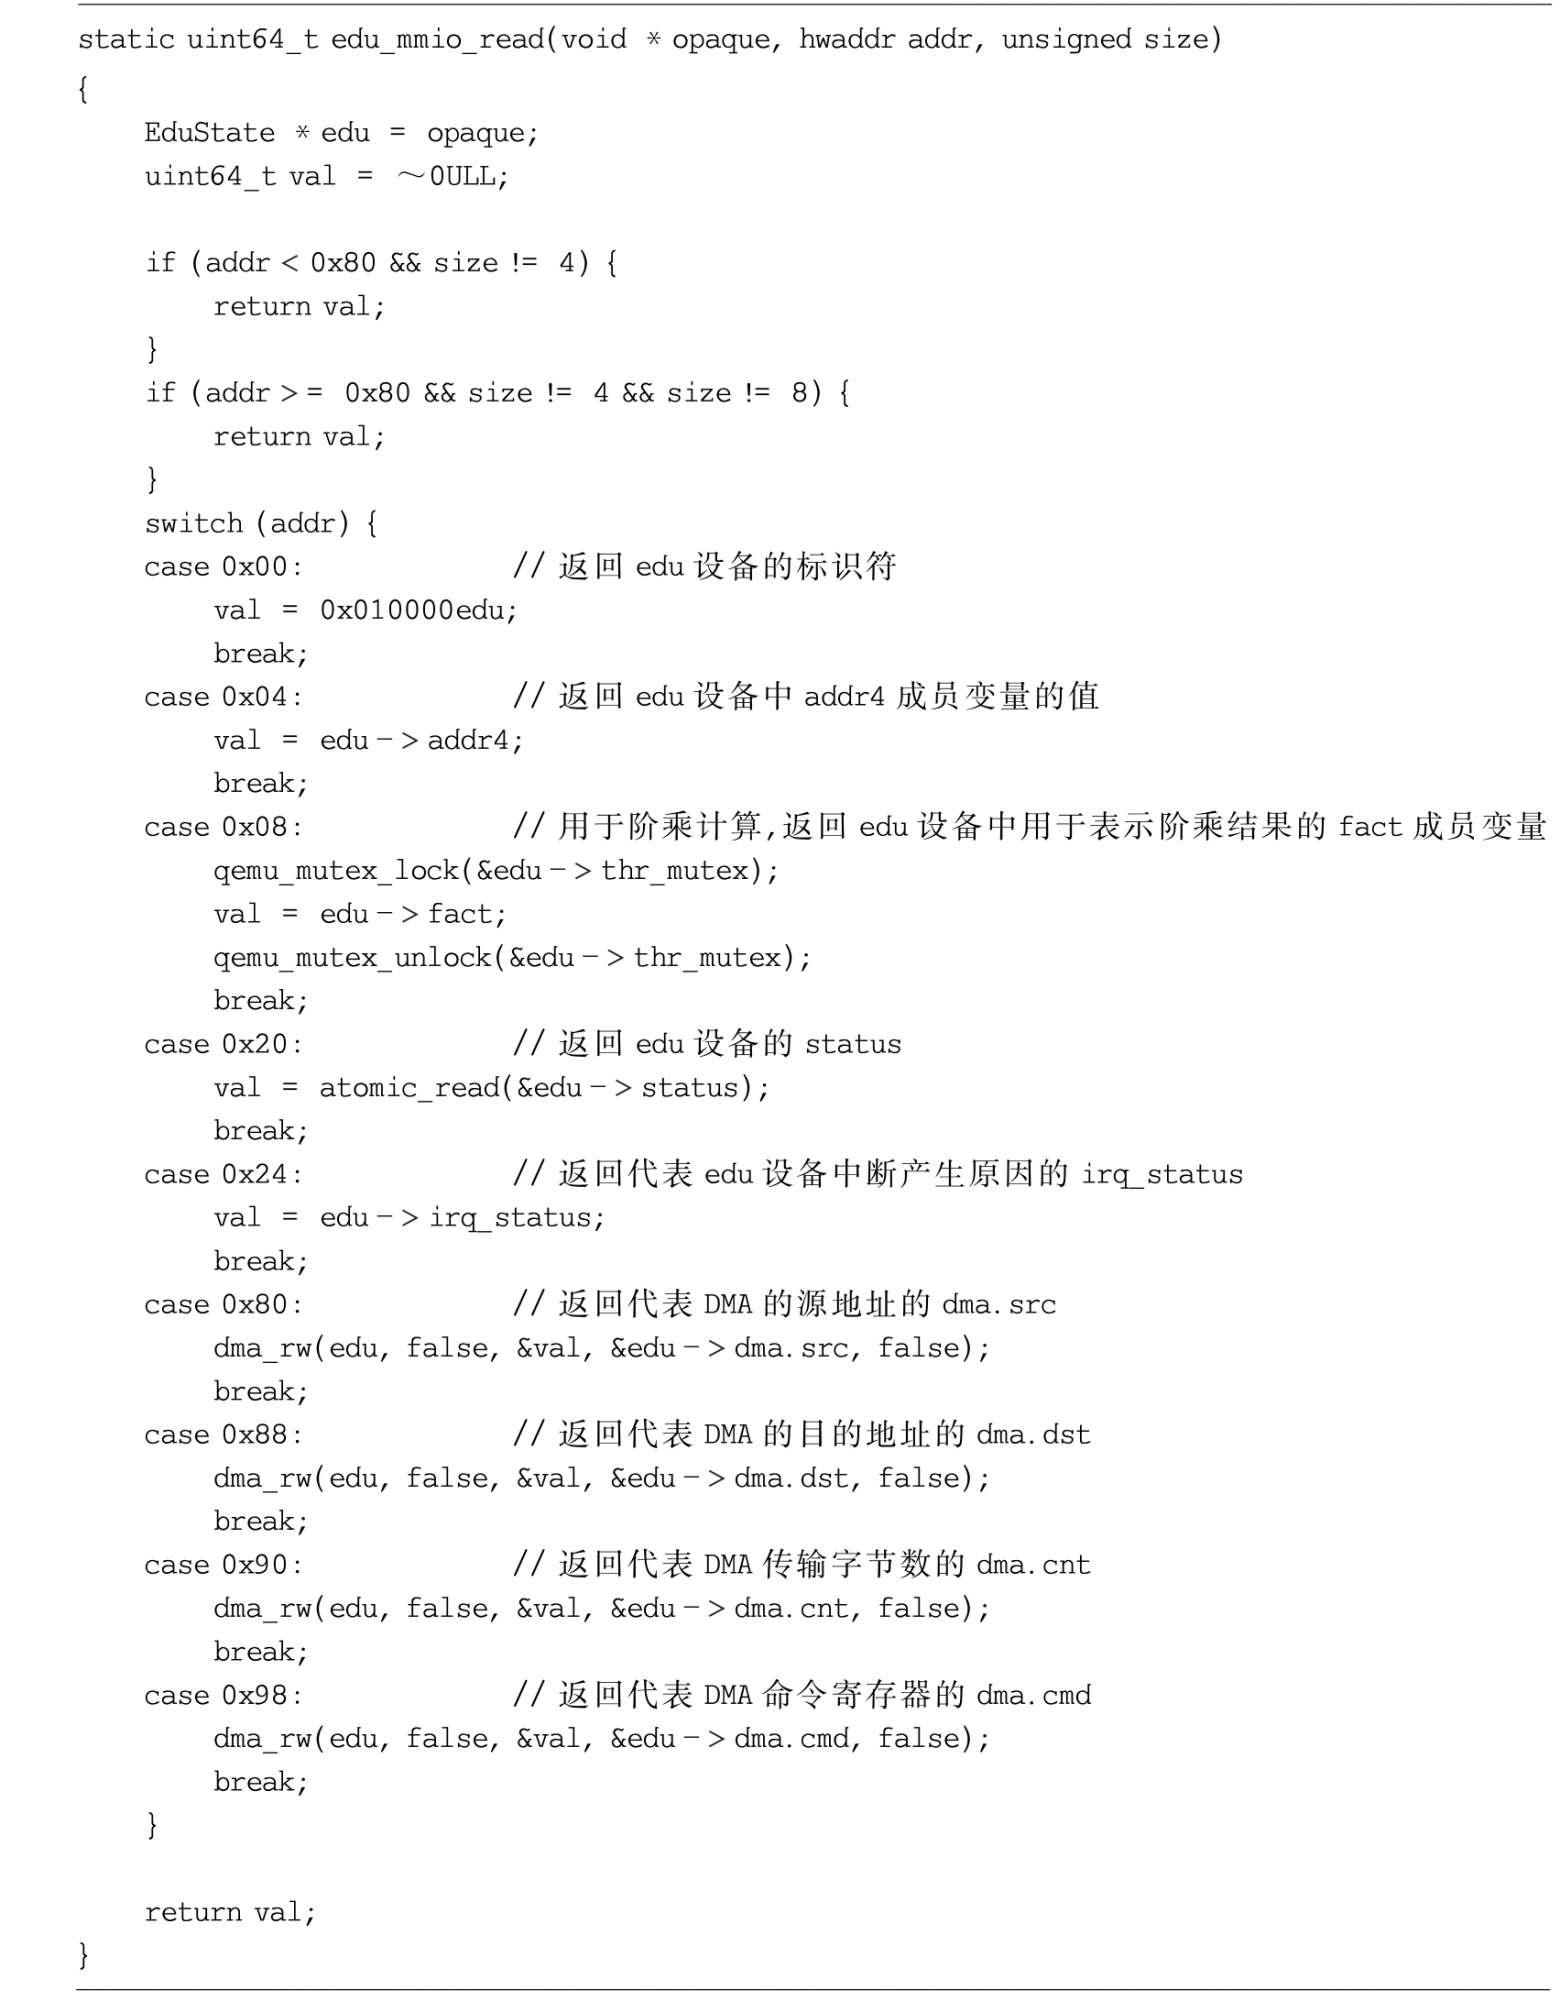 static uint64_t edu_mmio_read(void * opaque, hwaddr addr, unsigned size)
{
    EduState * edu = opaque;
    uint64_t val = ～0ULL;

    if (addr < 0x80 && size != 4) {
        return val;
    }
    if (addr >= 0x80 && size != 4 && size != 8) {
        return val;
    }
    switch (addr) {
    case 0x00:            // 返回 edu 设备的标识符
        val = 0x010000edu;
        break;
    case 0x04:            // 返回 edu 设备中 addr4 成员变量的值
        val = edu->addr4;
        break;
    case 0x08:            // 用于阶乘计算,返回 edu 设备中用于表示阶乘结果的 fact 成员变量
        qemu_mutex_lock(&edu->thr_mutex);
        val = edu->fact;
        qemu_mutex_unlock(&edu->thr_mutex);
        break;
    case 0x20:            // 返回 edu 设备的 status
        val = atomic_read(&edu->status);
        break;
    case 0x24:            // 返回代表 edu 设备中断产生原因的 irq_status
        val = edu->irq_status;
        break;
    case 0x80:            // 返回代表 DMA 的源地址的 dma.src
        dma_rw(edu, false, &val, &edu->dma.src, false);
        break;
    case 0x88:            // 返回代表 DMA 的目的地址的 dma.dst
        dma_rw(edu, false, &val, &edu->dma.dst, false);
        break;
    case 0x90:            // 返回代表 DMA 传输字节数的 dma.cnt
        dma_rw(edu, false, &val, &edu->dma.cnt, false);
        break;
    case 0x98:            // 返回代表 DMA 命令寄存器的 dma.cmd
        dma_rw(edu, false, &val, &edu->dma.cmd, false);
        break;
    }

    return val;
}